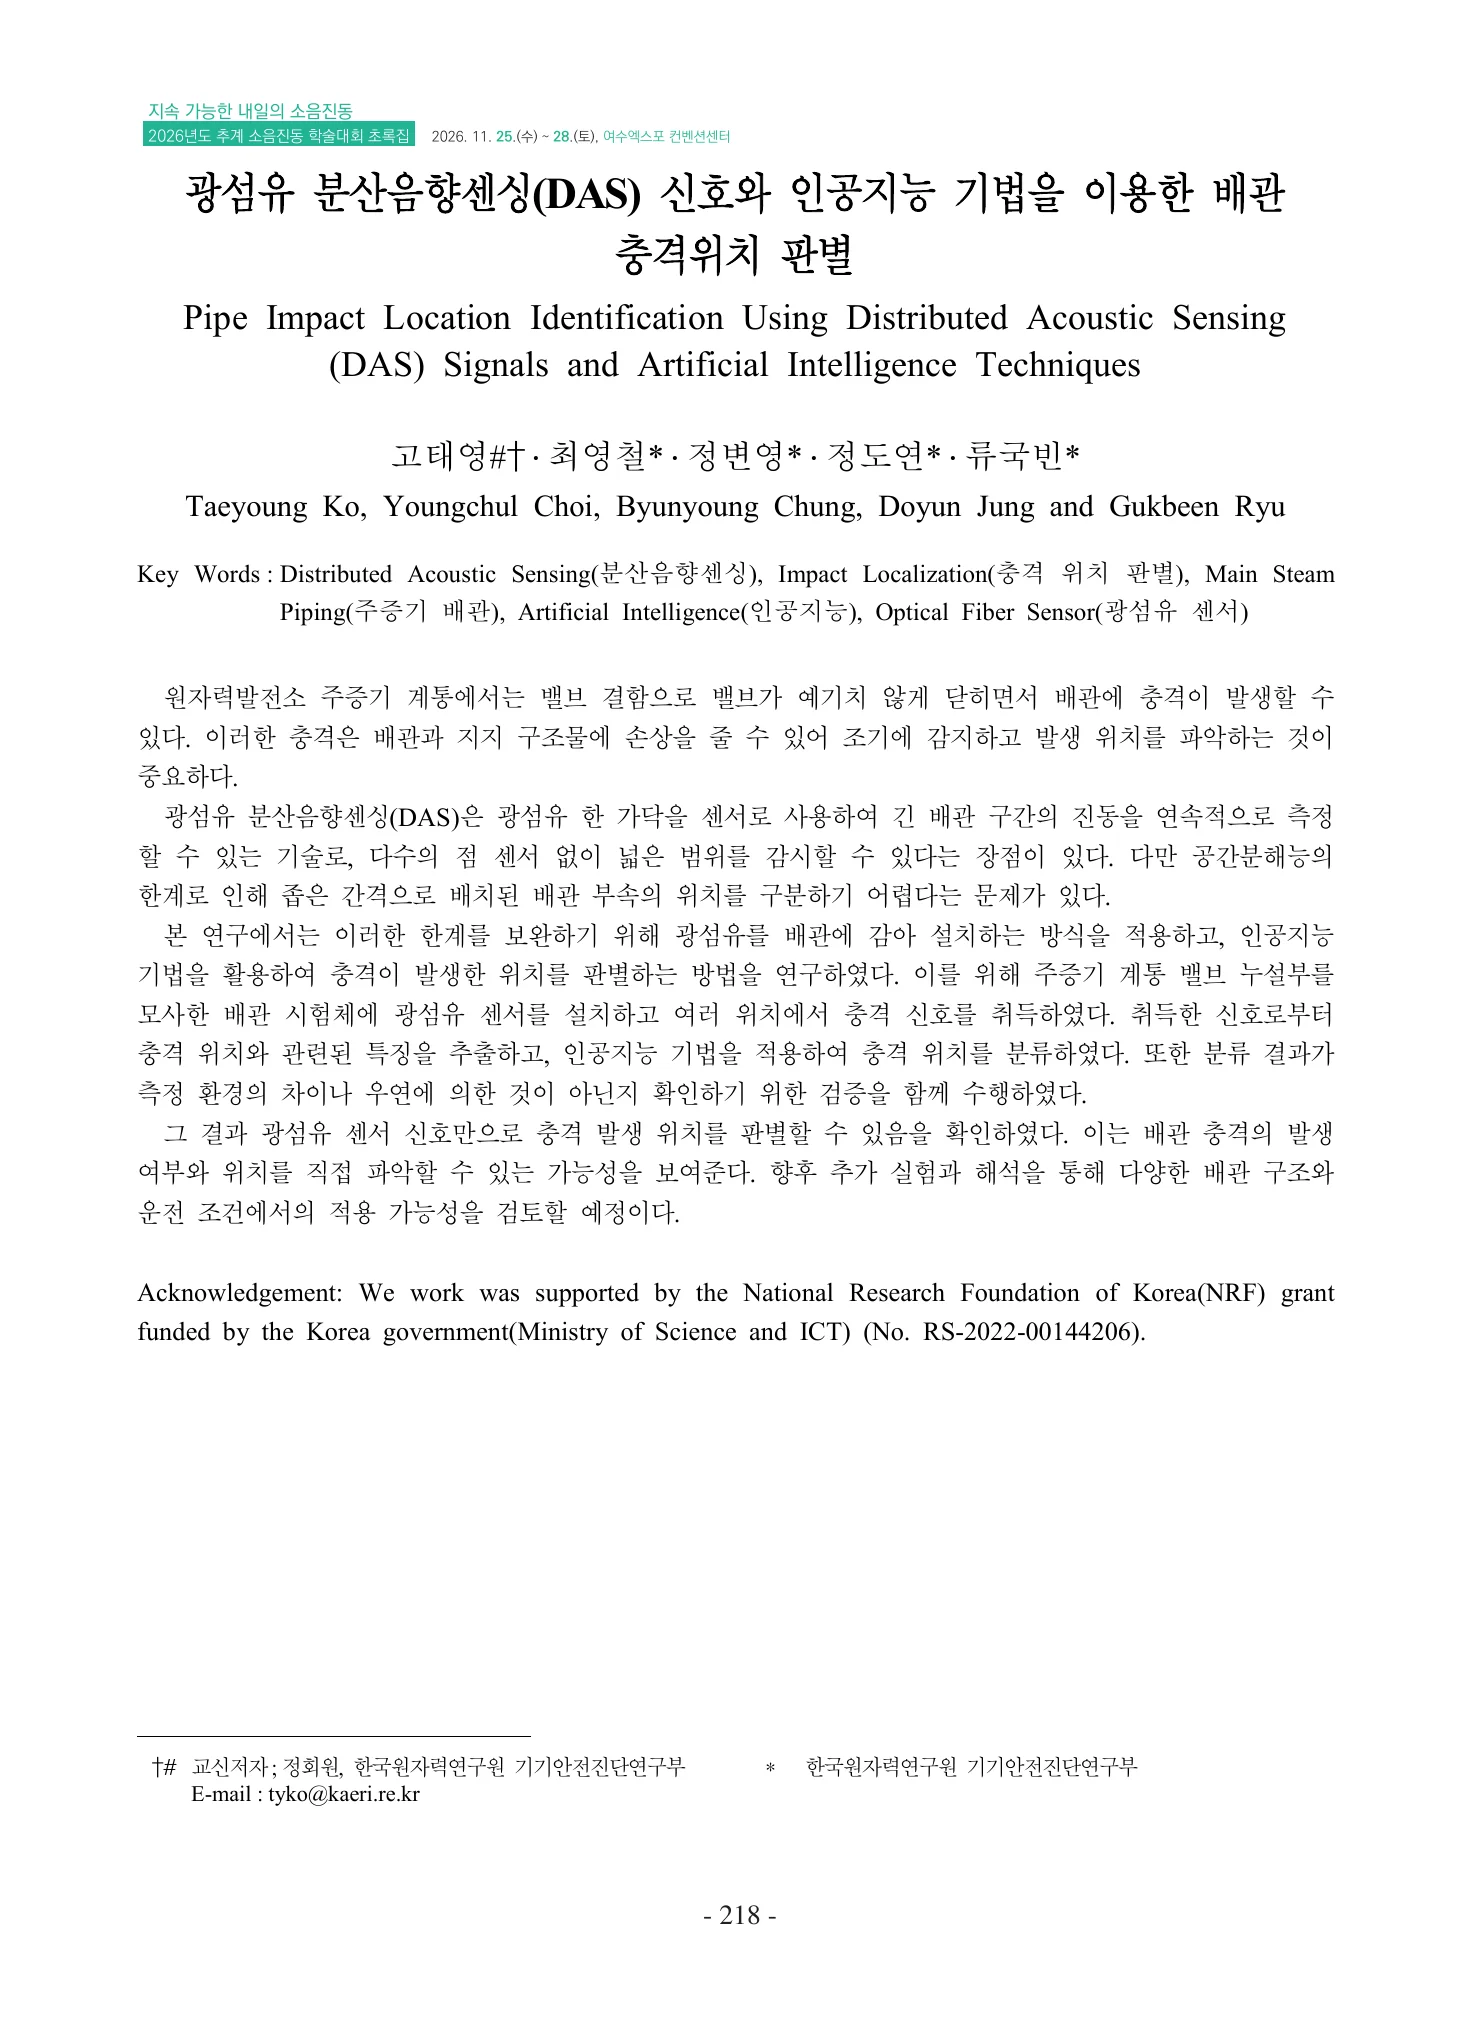 지속 가능한 내일의 소음진동
2026년도 추계 소음진동 학술대회 초록집 2026. 11. 25.(수) ~ 28.(토), 여수엑스포 컨벤션센터
광섬유 분산음향센싱(DAS) 신호와 인공지능 기법을 이용한 배관
충격위치 판별
Pipe Impact Location Identification Using Distributed Acoustic Sensing
(DAS) Signals and Artificial Intelligence Techniques
고태영#† · 최영철* · 정변영* · 정도연* · 류국빈*
Taeyoung Ko, Youngchul Choi, Byunyoung Chung, Doyun Jung and Gukbeen Ryu
Key Words : Distributed Acoustic Sensing(분산음향센싱), Impact Localization(충격 위치 판별), Main Steam
Piping(주증기 배관), Artificial Intelligence(인공지능), Optical Fiber Sensor(광섬유 센서)
원자력발전소 주증기 계통에서는 밸브 결함으로 밸브가 예기치 않게 닫히면서 배관에 충격이 발생할 수
있다. 이러한 충격은 배관과 지지 구조물에 손상을 줄 수 있어 조기에 감지하고 발생 위치를 파악하는 것이
중요하다.
광섬유 분산음향센싱(DAS)은 광섬유 한 가닥을 센서로 사용하여 긴 배관 구간의 진동을 연속적으로 측정
할 수 있는 기술로, 다수의 점 센서 없이 넓은 범위를 감시할 수 있다는 장점이 있다. 다만 공간분해능의
한계로 인해 좁은 간격으로 배치된 배관 부속의 위치를 구분하기 어렵다는 문제가 있다.
본 연구에서는 이러한 한계를 보완하기 위해 광섬유를 배관에 감아 설치하는 방식을 적용하고, 인공지능
기법을 활용하여 충격이 발생한 위치를 판별하는 방법을 연구하였다. 이를 위해 주증기 계통 밸브 누설부를
모사한 배관 시험체에 광섬유 센서를 설치하고 여러 위치에서 충격 신호를 취득하였다. 취득한 신호로부터
충격 위치와 관련된 특징을 추출하고, 인공지능 기법을 적용하여 충격 위치를 분류하였다. 또한 분류 결과가
측정 환경의 차이나 우연에 의한 것이 아닌지 확인하기 위한 검증을 함께 수행하였다.
그 결과 광섬유 센서 신호만으로 충격 발생 위치를 판별할 수 있음을 확인하였다. 이는 배관 충격의 발생
여부와 위치를 직접 파악할 수 있는 가능성을 보여준다. 향후 추가 실험과 해석을 통해 다양한 배관 구조와
운전 조건에서의 적용 가능성을 검토할 예정이다.
Acknowledgement: We work was supported by the National Research Foundation of Korea(NRF) grant
funded by the Korea government(Ministry of Science and ICT) (No. RS-2022-00144206).
†# 교신저자 ; 정회원, 한국원자력연구원 기기안전진단연구부
E-mail : tyko@kaeri.re.kr
* 한국원자력연구원 기기안전진단연구부
- 218 -